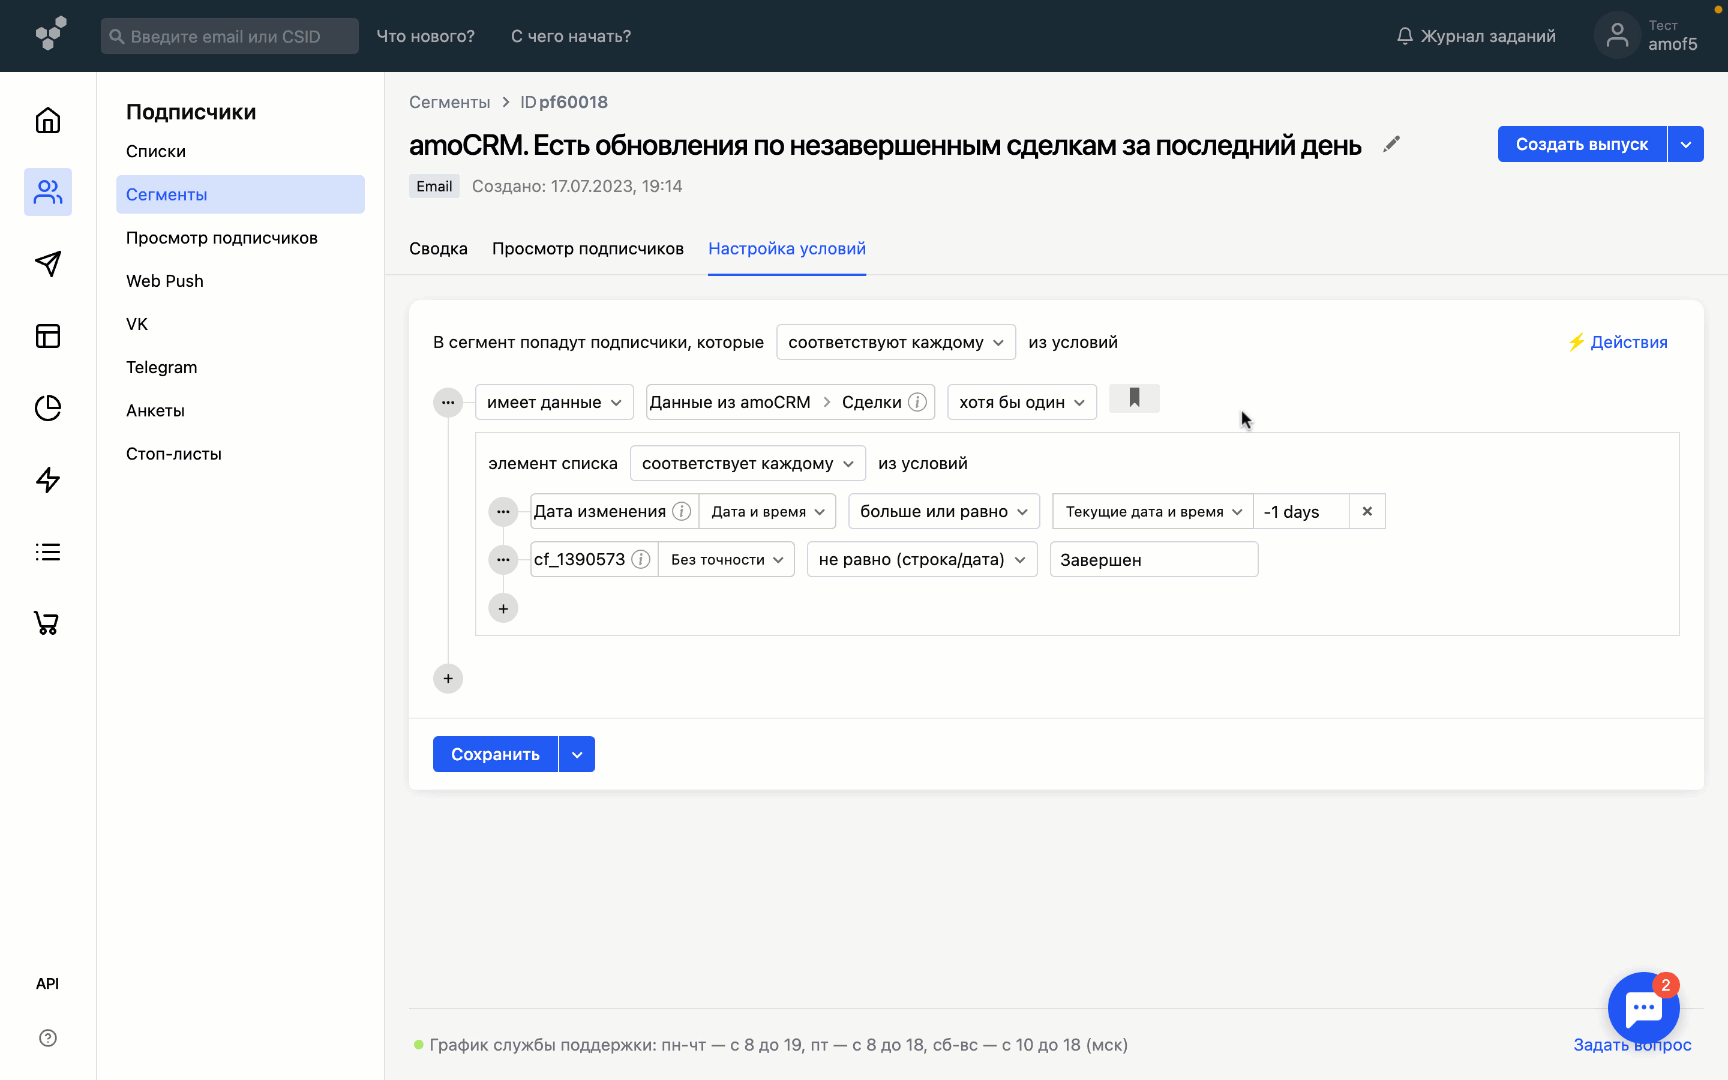 Введите email или CSID
Что нового?
С чего начать?
Журнал заданий
Тест
amof5
Подписчики
Списки
Сегменты
Просмотр подписчиков
Web Push
VK
Telegram
Анкеты
Стоп-листы
API
Сегменты > ID pf60018
amoCRM. Есть обновления по незавершенным сделкам за последний день
Создать выпуск
Email Создано: 17.07.2023, 19:14
Сводка Просмотр подписчиков Настройка условий
В сегмент попадут подписчики, которые соответствуют каждому из условий
⚡ Действия
имеет данные Данные из amoCRM > Сделки хотя бы один
элемент списка соответствует каждому из условий
Дата изменения Дата и время больше или равно Текущие дата и время -1 days
cf_1390573 Без точности не равно (строка/дата) Завершен
Сохранить
2
График службы поддержки: пн-чт — с 8 до 19, пт — с 8 до 18, сб-вс — с 10 до 18 (мск)
Задать вопрос